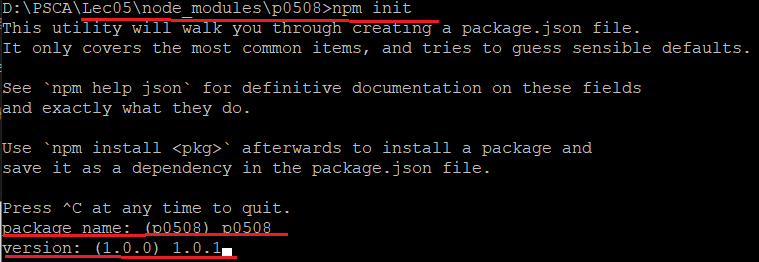 D:\PSCA\Lec05\node_modules\p0508>npm init
This utility will walk you through creating a package.json file.
It only covers the most common items, and tries to guess sensible defaults.
See `npm help json` for definitive documentation on these fields
and exactly what they do.
Use `npm install <pkg>` afterwards to install a package and
save it as a dependency in the package.json file.
Press ^C at any time to quit.
package name: (p0508) p0508
version: (1.0.0) 1.0.1